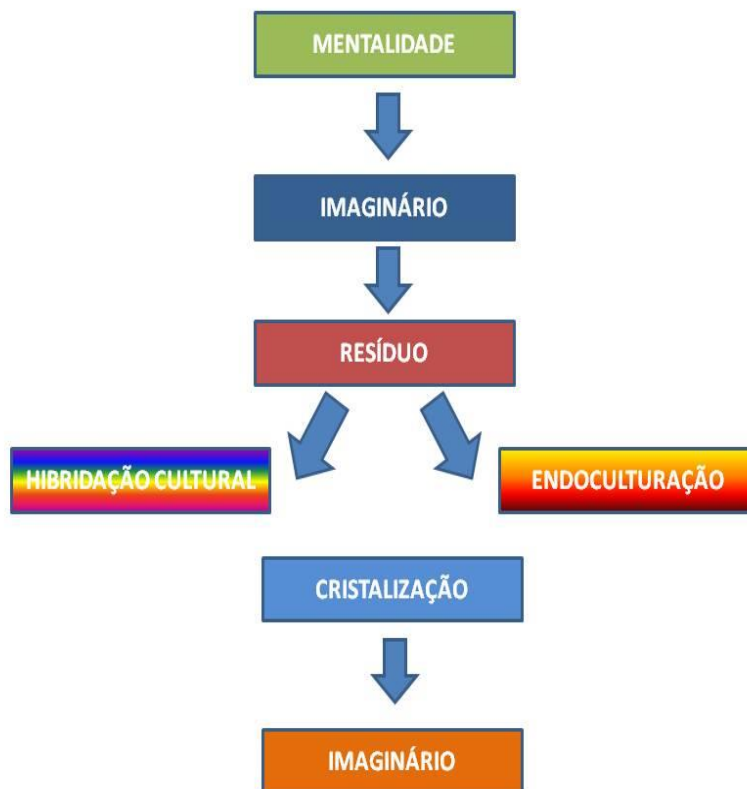 MENTALIDADE
IMAGINÁRIO
RESÍDUO
HIBRIDAÇÃO CULTURAL
ENDOCULTURAÇÃO
CRISTALIZAÇÃO
IMAGINÁRIO